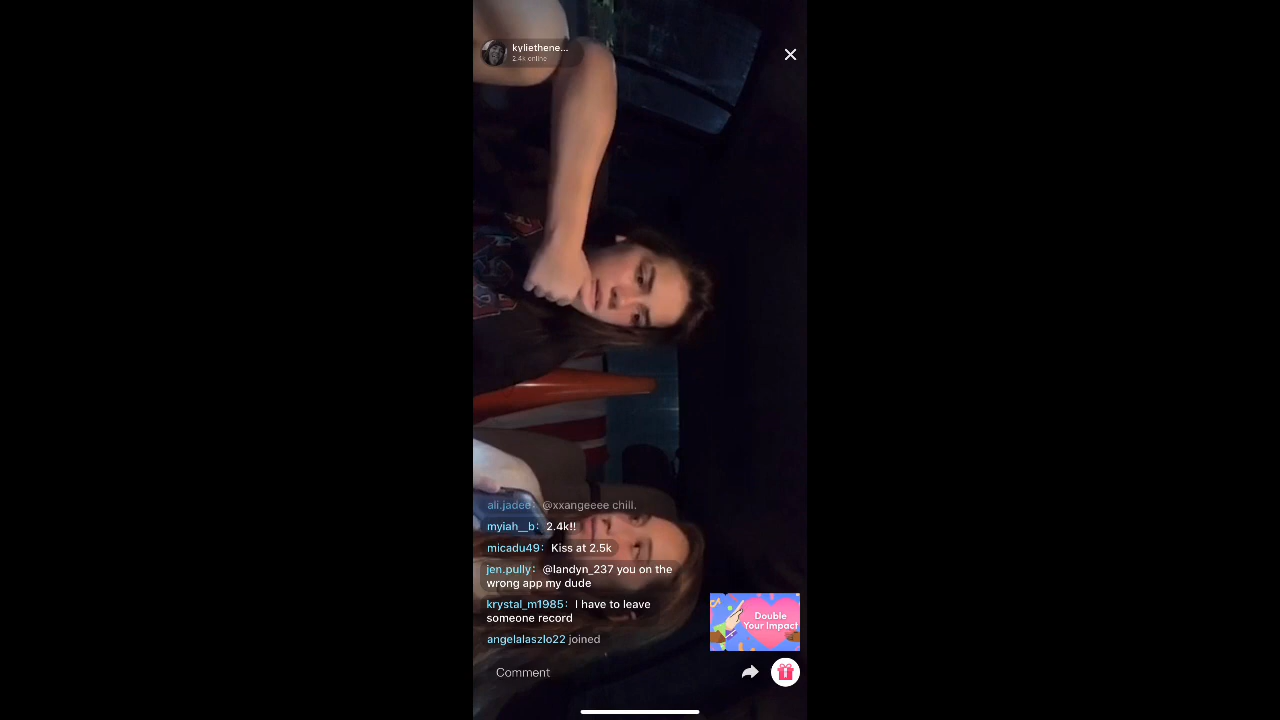 kyliethene...
2.4k online
ali.jadee: @xxangeeee chill.
myiah__b: 2.4k!!
micadu49: Kiss at 2.5k
jen.pully: @landyn_237 you on the
wrong app my dude
krystal_m1985: I have to leave
someone record
angelalaszlo22 joined
Double
Your Impact
Comment